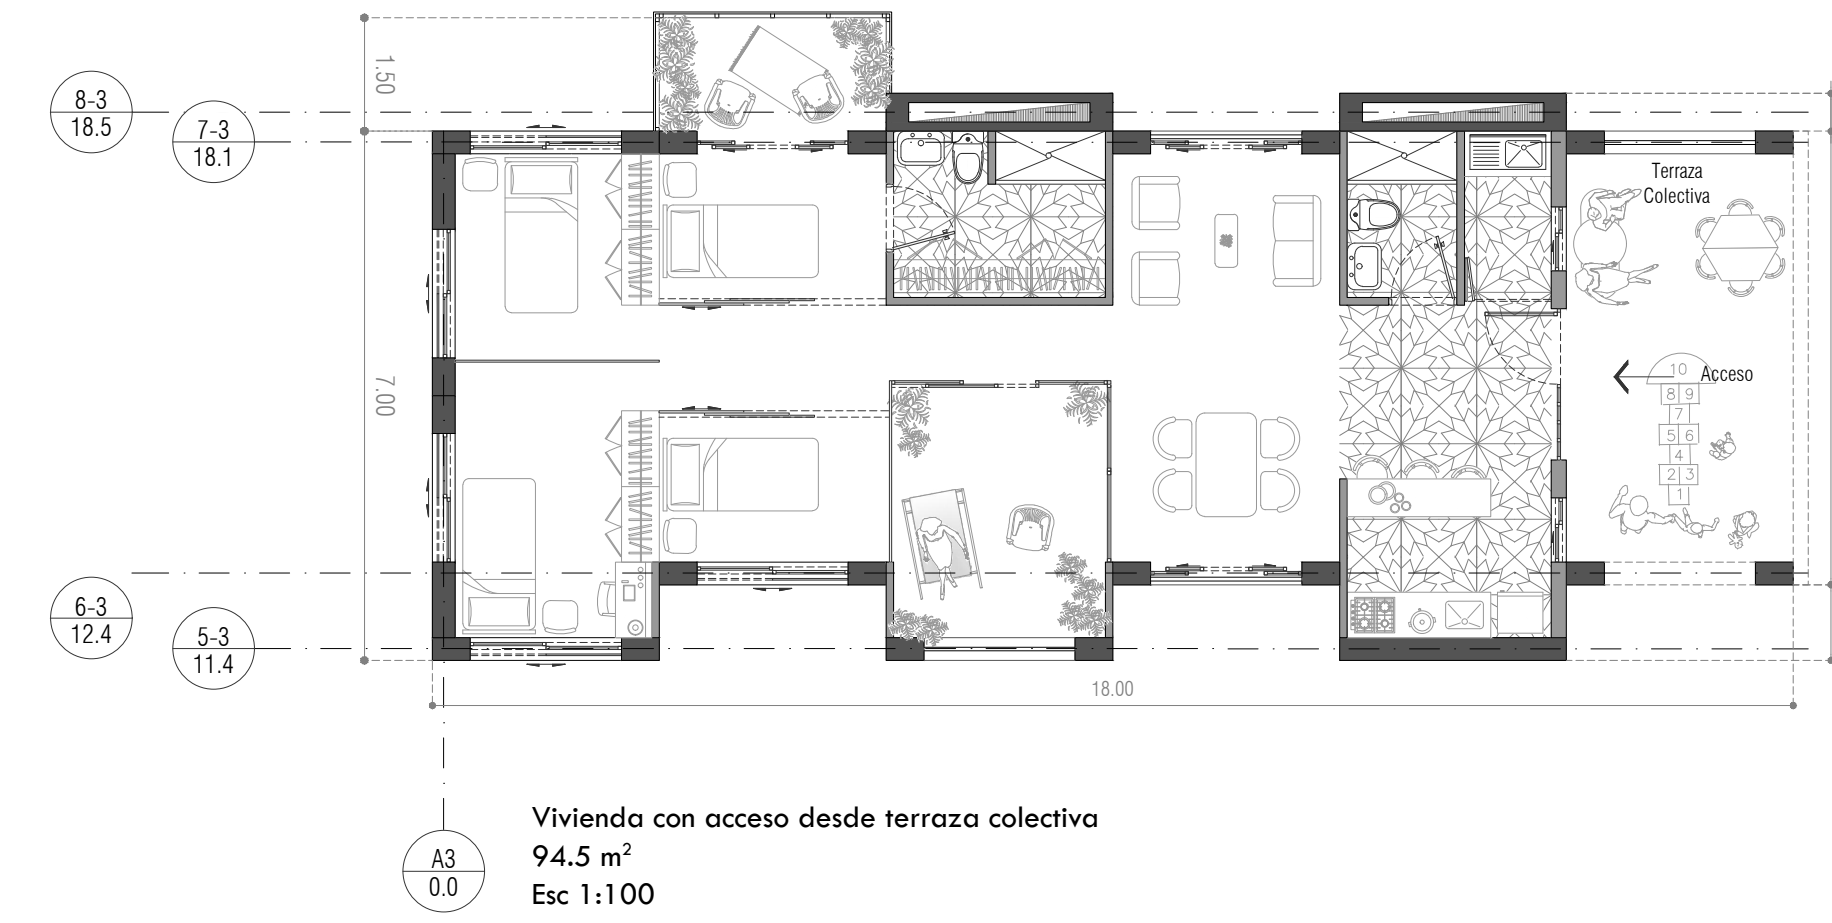 1.50
8-3
18.5
7-3
18.1
Terraza
Colectiva
7.00
Acceso
10
8 9
7
5 6
4
2 3
1
6-3
12.4
5-3
11.4
18.00
A3
0.0
Vivienda con acceso desde terraza colectiva
94.5 m²
Esc 1:100